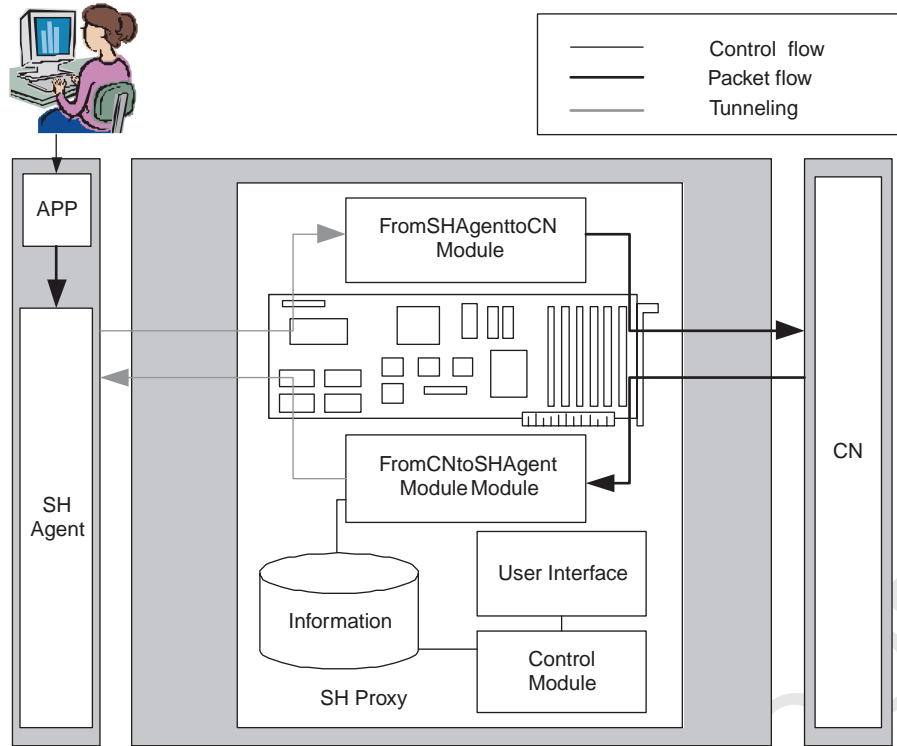 Control flow
Packet flow
Tunneling
APP
FromSHAgenttoCN
Module
FromCNtoSHAgent
Module Module
SH
Agent
CN
User Interface
Information
Control
Module
SH Proxy